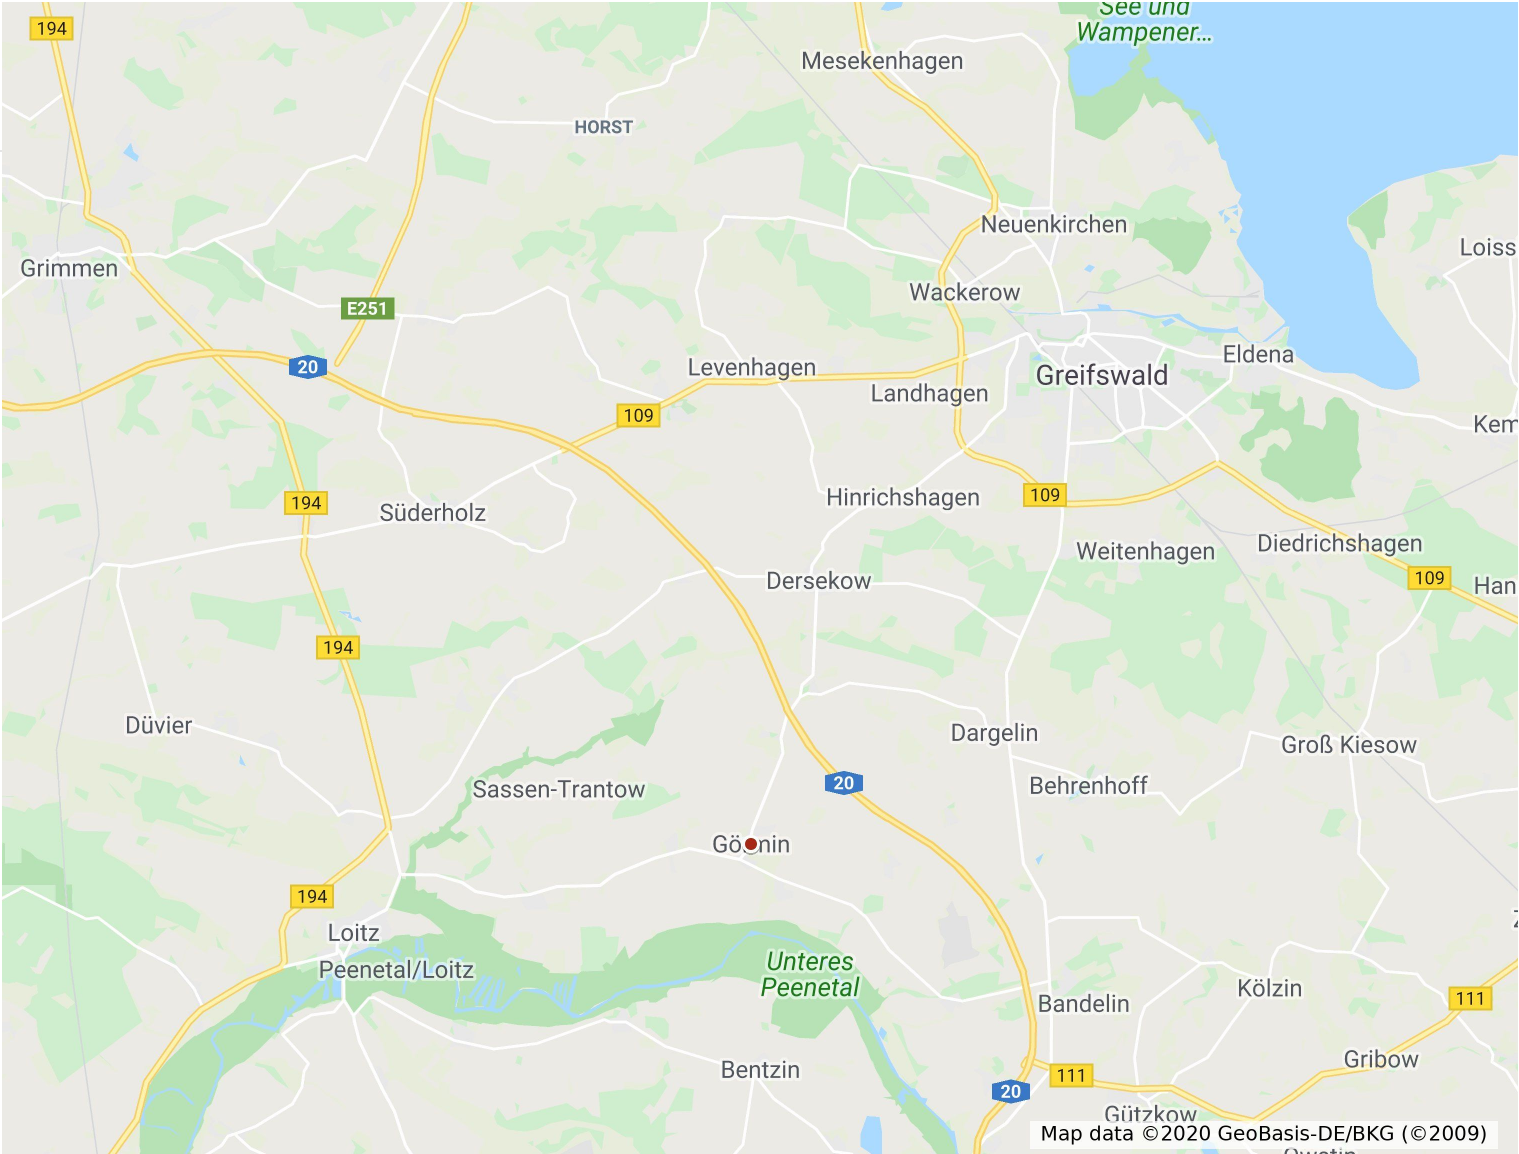 See und
Wampener...
194
Mesekenhagen
HORST
Neuenkirchen
Loiss
Grimmen
Wackerow
E251
Eldena
20
Levenhagen
Greifswald
Landhagen
109
Kem
Hinrichshagen
109
194
Süderholz
Diedrichshagen
Weitenhagen
Dersekow
109
Han
194
Düvier
Dargelin
Groß Kiesow
Sassen-Trantow
20
Behrenhoff
194
Loitz
Peenetal/Loitz
Unteres
Peenetal
Kölzin
111
Bandelin
Gribow
Bentzin
111
20
Gützkow
Map data ©2020 GeoBasis-DE/BKG (©2009)